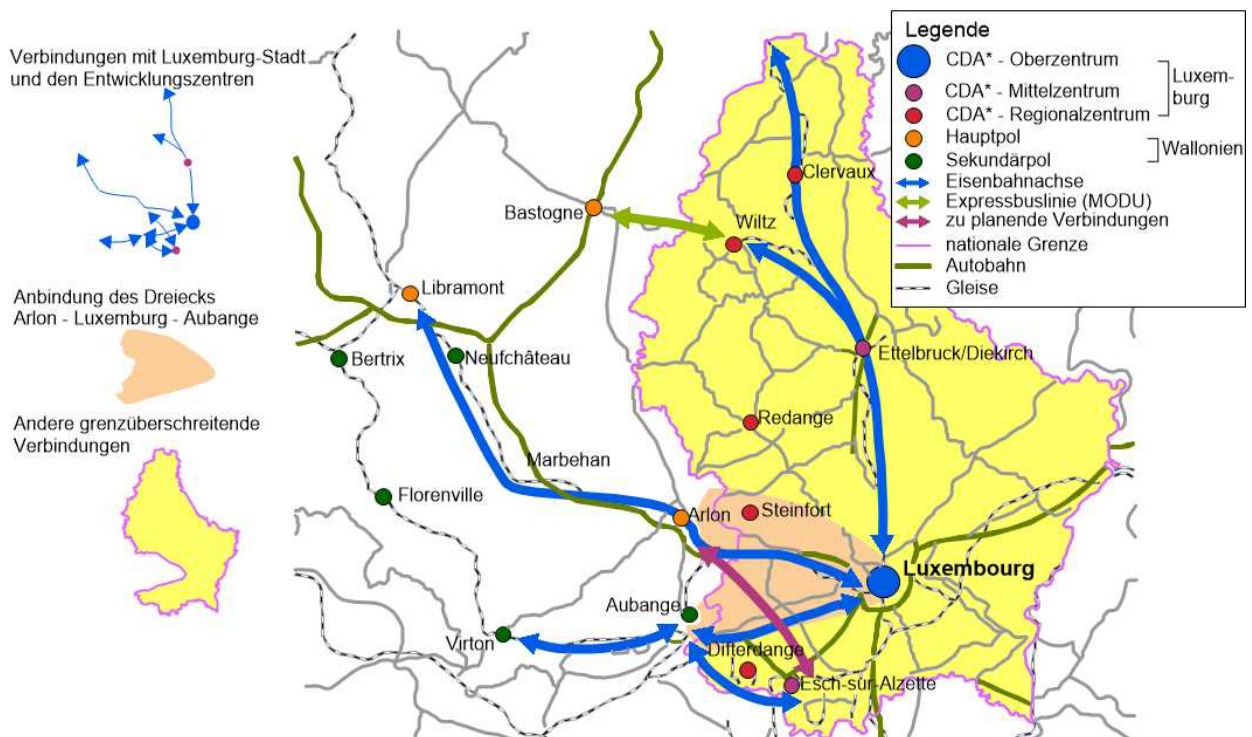 Verbindungen mit Luxemburg-Stadt
und den Entwicklungszentren
Anbindung des Dreiecks
Arlon - Luxemburg - Aubange
Andere grenzüberschreitende
Verbindungen
Legende
CDA* - Oberzentrum
CDA* - Mittelzentrum
CDA* - Regionalzentrum
Luxem-
burg
Hauptpol
Sekundärpol
Wallonien
Eisenbahnachse
Expressbuslinie (MODU)
zu planende Verbindungen
nationale Grenze
Autobahn
Gleise
Clervaux
Bastogne
Wiltz
Libramont
Bertrix
Neufchâteau
Ettelbruck/Diekirch
Redange
Marbehan
Florenville
Arlon
Steinfort
Luxembourg
Aubange
Virton
Differdange
Esch-sur-Alzette